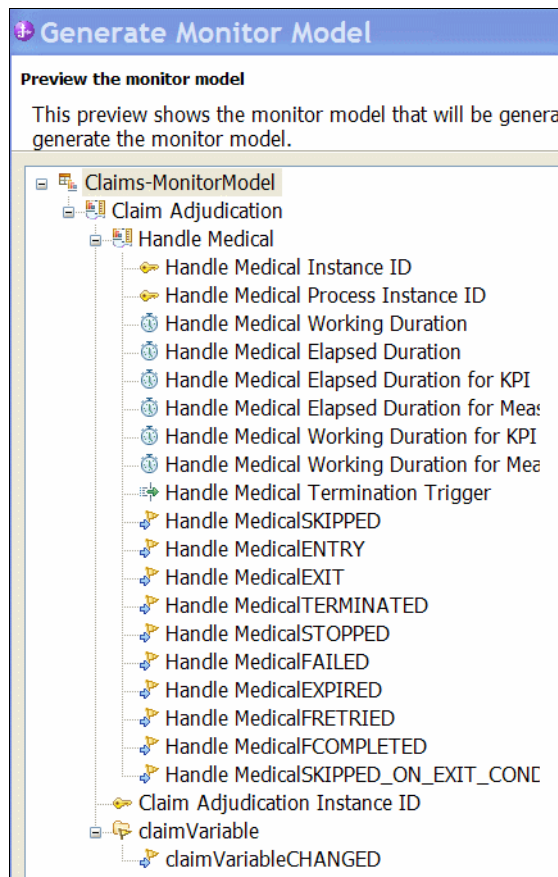 Generate Monitor Model
Preview the monitor model
This preview shows the monitor model that will be genera
generate the monitor model.
Claims-MonitorModel
Claim Adjudication
Handle Medical
Handle Medical Instance ID
Handle Medical Process Instance ID
Handle Medical Working Duration
Handle Medical Elapsed Duration
Handle Medical Elapsed Duration for KPI
Handle Medical Elapsed Duration for Meas
Handle Medical Working Duration for KPI
Handle Medical Working Duration for Mea
Handle Medical Termination Trigger
Handle MedicalSKIPPED
Handle MedicalENTRY
Handle MedicalEXIT
Handle MedicalTERMINATED
Handle MedicalSTOPPED
Handle MedicalFAILED
Handle MedicalEXPIRED
Handle MedicalFRETRIED
Handle MedicalFCOMPLETED
Handle MedicalSKIPPED_ON_EXIT_COND
Claim Adjudication Instance ID
claimVariable
claimVariableCHANGED